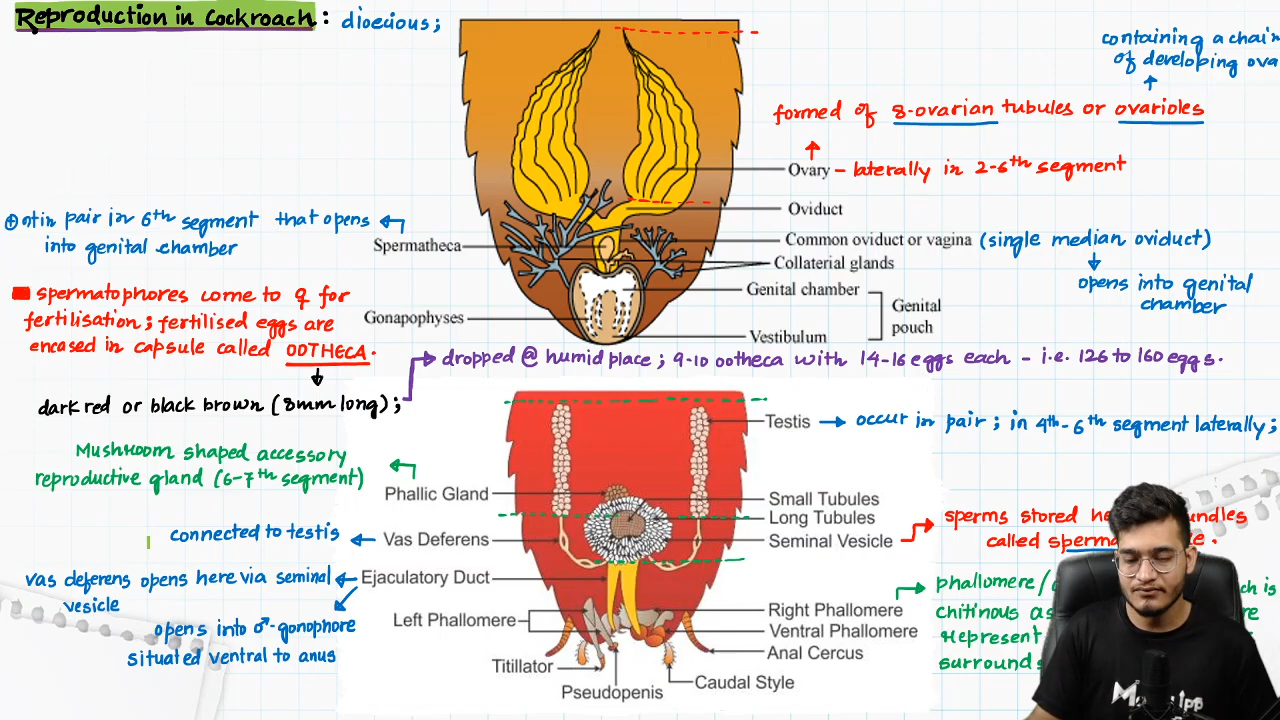 Reproduction in Cockroach : dioecious;
containing a chain
of developing ova
formed of 8-ovarian tubules or ovarioles
Ovary – laterally in 2-6th segment
Oviduct
Common oviduct or vagina (single median oviduct)
opens into genital
chamber
Collaterial glands
Genital chamber
Genital
pouch
Vestibulum
in pair in 6th segment that opens
into genital chamber
Spermatheca
spermatophores come to ♀ for
fertilisation; fertilised eggs are
encased in capsule called OOTHECA.
Gonapophyses
dropped @ humid place; 9-10 ootheca with 14-16 eggs each – i.e. 126 to 160 eggs.
dark red or black brown (8mm long);
Testis
occur in pair; in 4th-6th segment laterally;
Mushroom shaped accessory
reproductive gland (6-7th segment)
Phallic Gland
Small Tubules
Long Tubules
Seminal Vesicle
sperms stored
called
connected to testis
Vas Deferens
vas deferens opens here via seminal
vesicle
Ejaculatory Duct
opens into ♂-gonophore
situated ventral to anus
phallomere/
chitinous
Represent
surround
Left Phallomere
Right Phallomere
Ventral Phallomere
Anal Cercus
Titillator
Caudal Style
Pseudopenis